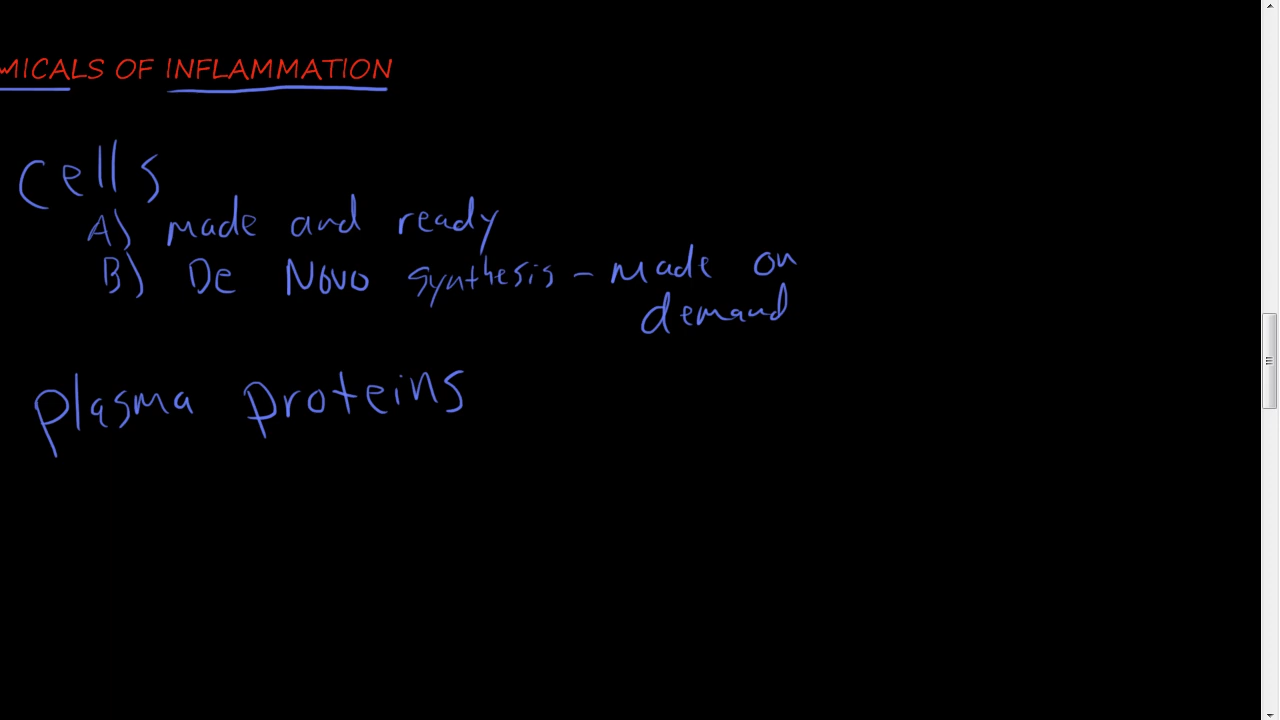 MICALS OF INFLAMMATION
Cells
A) made and ready
B) De Novo synthesis - made on
demand
Plasma proteins